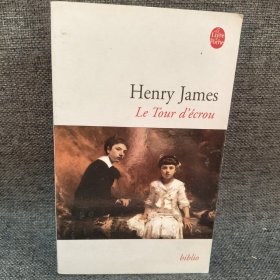 Le Livre
de Poche
Henry James
Le Tour d'écrou
biblio